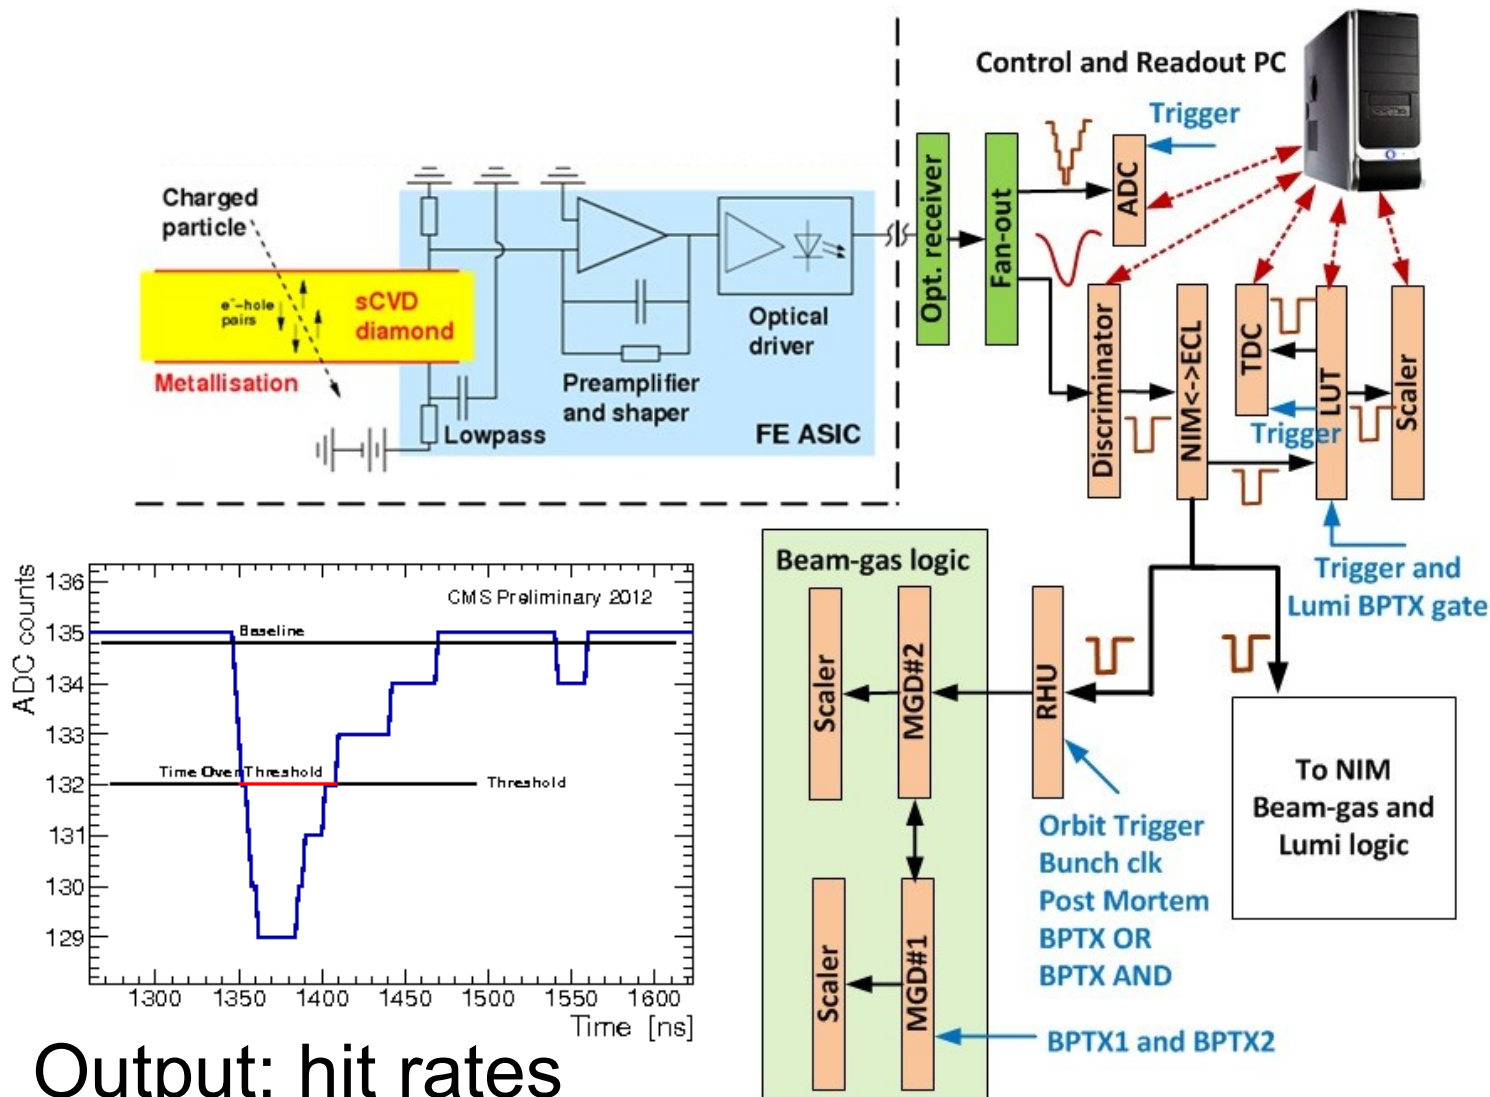 Control and Readout PC
Trigger
Charged
particle
e⁻-hole
pairs
sCVD
diamond
Metallisation
Lowpass
Preamplifier
and shaper
Optical
driver
FE ASIC
Opt. receiver
Fan-out
ADC
Discriminator
NIM<->ECL
TDC
Trigger
LUT
Scaler
Trigger and
Lumi BPTX gate
Beam-gas logic
Scaler
MGD#2
RHU
Scaler
MGD#1
Orbit Trigger
Bunch clk
Post Mortem
BPTX OR
BPTX AND
BPTX1 and BPTX2
To NIM
Beam-gas and
Lumi logic
ADC counts
136
135
134
133
132
131
130
129
CMS Preliminary 2012
Baseline
Time Over Threshold
Threshold
1300 1350 1400 1450 1500 1550 1600
Time [ns]
Output: hit rates